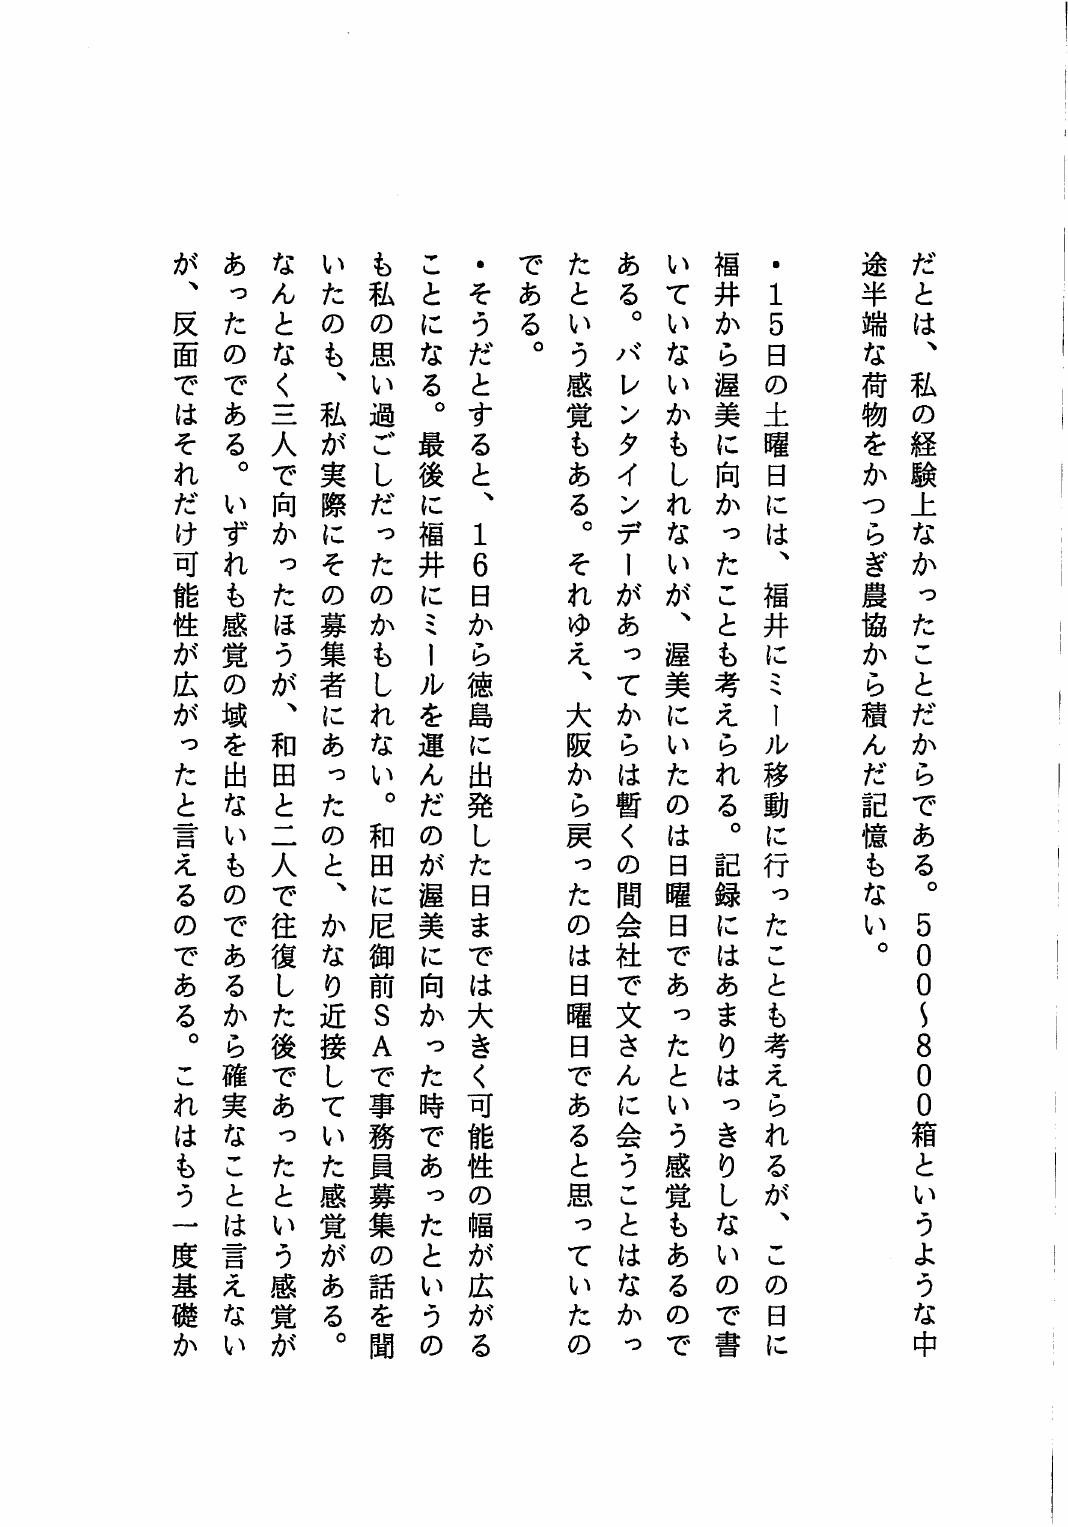 だとは、私の経験上なかったことだからである。500〜800箱というような中
途半端な荷物をかつらぎ農協から積んだ記憶もない。
・15日の土曜日には、福井にミール移動に行ったことも考えられるが、この日に
福井から渥美に向かったことも考えられる。記録にはあまりはっきりしないので書
いていないかもしれないが、渥美にいたのは日曜日であったという感覚もあるので
ある。バレンタインデーがあってからは暫くの間会社で文さんに会うことはなかっ
たという感覚もある。それゆえ、大阪から戻ったのは日曜日であると思っていたの
である。
・そうだとすると、16日から徳島に出発した日までは大きく可能性の幅が広がる
ことになる。最後に福井にミールを運んだのが渥美に向かった時であったというの
も私の思い過ごしだったのかもしれない。和田に尼御前SAで事務員募集の話を聞
いたのも、私が実際にその募集者にあったのと、かなり近接していた感覚がある。
なんとなく三人で向かったほうが、和田と二人で往復した後であったという感覚が
あったのである。いずれも感覚の域を出ないものであるから確実なことは言えない
が、反面ではそれだけ可能性が広がったと言えるのである。これはもう一度基礎か